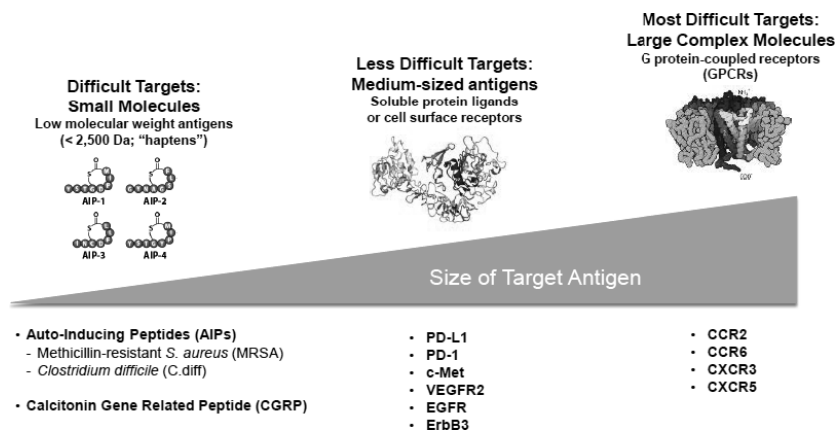 Difficult Targets:
Small Molecules
Low molecular weight antigens
(< 2,500 Da; “haptens”)
AIP-1
AIP-2
AIP-3
AIP-4
Less Difficult Targets:
Medium-sized antigens
Soluble protein ligands
or cell surface receptors
Most Difficult Targets:
Large Complex Molecules
G protein-coupled receptors
(GPCRs)
Size of Target Antigen
• Auto-Inducing Peptides (AIPs)
- Methicillin-resistant S. aureus (MRSA)
- Clostridium difficile (C.diff)
• Calcitonin Gene Related Peptide (CGRP)
• PD-L1
• PD-1
• c-Met
• VEGFR2
• EGFR
• ErbB3
• CCR2
• CCR6
• CXCR3
• CXCR5